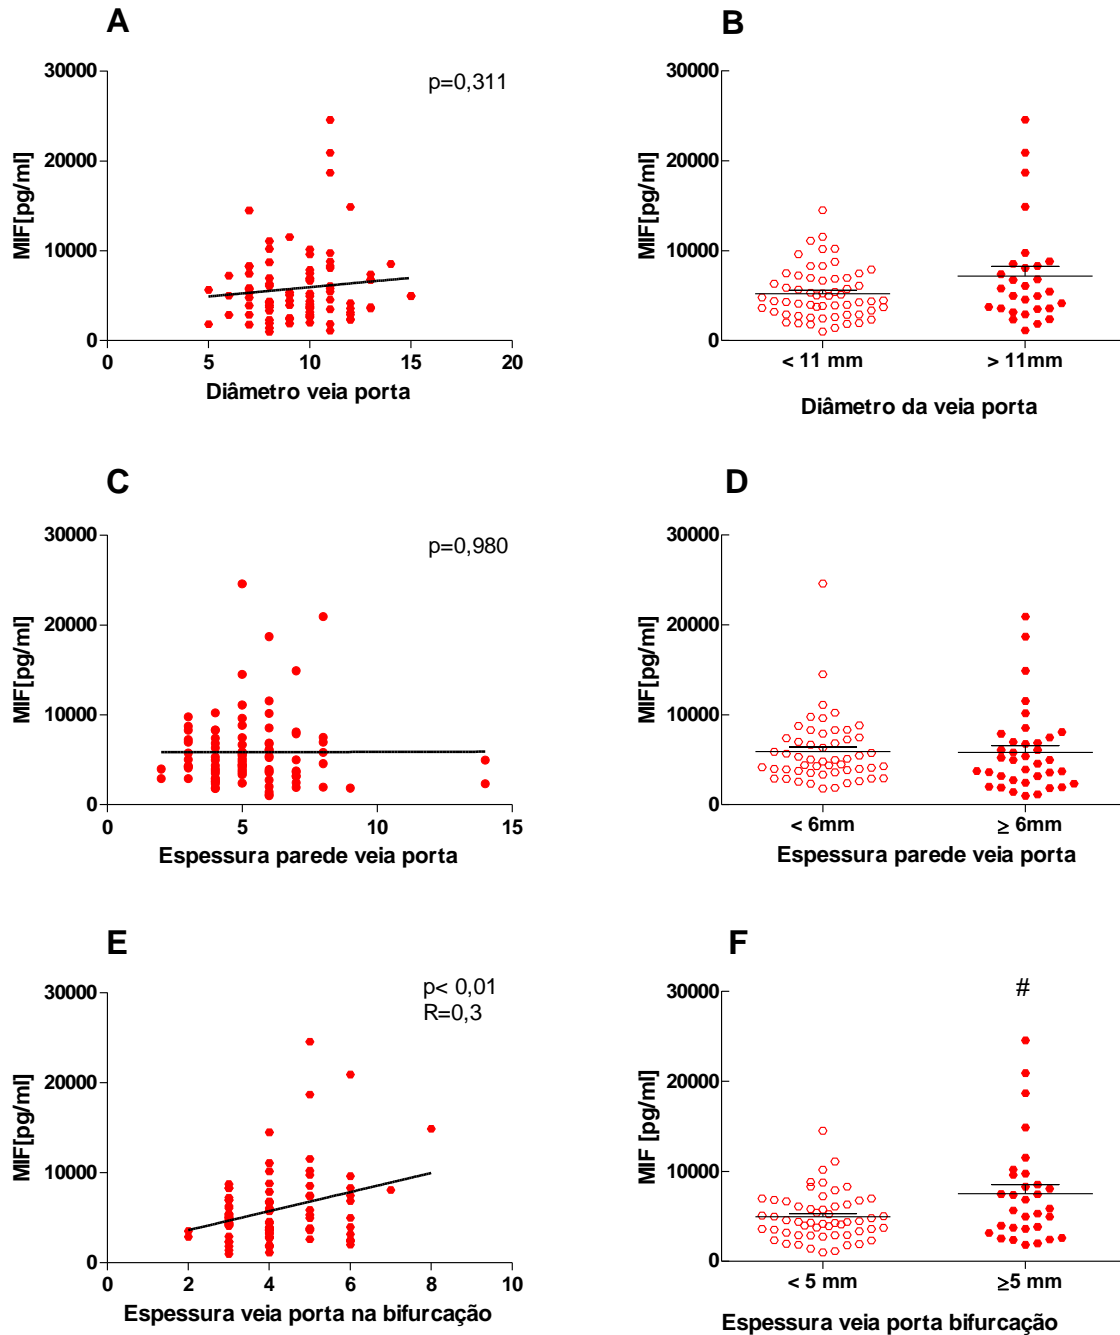 A
30000
20000
10000
0
MIF[pg/ml]
p=0,311
0 5 10 15 20
Diâmetro veia porta
B
30000
20000
10000
0
MIF[pg/ml]
< 11 mm > 11mm
Diâmetro da veia porta
C
30000
20000
10000
0
MIF[pg/ml]
p=0,980
0 5 10 15
Espessura parede veia porta
D
30000
20000
10000
0
MIF[pg/ml]
< 6mm ≥ 6mm
Espessura parede veia porta
E
30000
20000
10000
0
MIF[pg/ml]
p< 0,01
R=0,3
0 2 4 6 8 10
Espessura veia porta na bifurcação
F
#
30000
20000
10000
0
MIF [pg/ml]
< 5 mm ≥5 mm
Espessura veia porta bifurcação